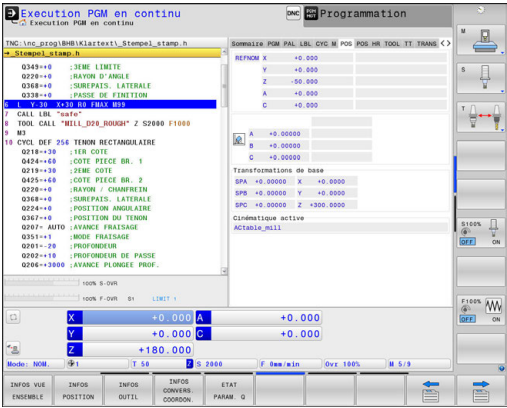 Execution PGM en continu
Execution PGM en continu
DNC
Programmation
TNC:\nc_prog\BHB\Klartext\_Stempel_stamp.h
→_Stempel_stamp.h
Q349=+0 ;3EME LIMITE
Q220=+0 ;RAYON D'ANGLE
Q368=+0 ;SUREPAIS. LATERALE
Q338=+0 ;PASSE DE FINITION
6 L Y-30 X+30 R0 FMAX M99
7 CALL LBL "safe"
8 TOOL CALL "MILL_D20_ROUGH" Z S2000 F1000
9 M3
10 CYCL DEF 256 TENON RECTANGULAIRE
Q218=+30 ;1ER COTE
Q424=+60 ;COTE PIECE BR. 1
Q219=+30 ;2EME COTE
Q425=+60 ;COTE PIECE BR. 2
Q220=+0 ;RAYON / CHANFREIN
Q368=+0 ;SUREPAIS. LATERALE
Q224=+0 ;POSITION ANGULAIRE
Q367=+0 ;POSITION DU TENON
Q207= AUTO ;AVANCE FRAISAGE
Q351=+1 ;MODE FRAISAGE
Q201=-20 ;PROFONDEUR
Q206=+3000 ;AVANCE PLONGEE PROF.
Sommaire PGM PAL LBL CYC M POS POS HR TOOL TT TRANS
REFNOM X +0.000
Y +0.000
Z -50.000
A +0.000
C +0.000
A +0.00000
B +0.00000
C +0.00000
Transformations de base
SPA +0.00000 X +0.0000
SPB +0.00000 Y +0.0000
SPC +0.00000 Z +300.0000
Cinématique active
ACtable_mill
100% S-OVR
100% F-OVR S1 LIMIT 1
X +0.000 A +0.000
Y +0.000 C +0.000
Z +180.000
Mode: NOM. 1 T 50 Z S 2000 F 0mm/min Ovr 100% M 5/9
INFOS VUE ENSEMBLE
INFOS POSITION
INFOS OUTIL
INFOS CONVERS. COORDON.
ETAT PARAM. Q
M
S
T
S100%
OFF ON
F100%
OFF ON